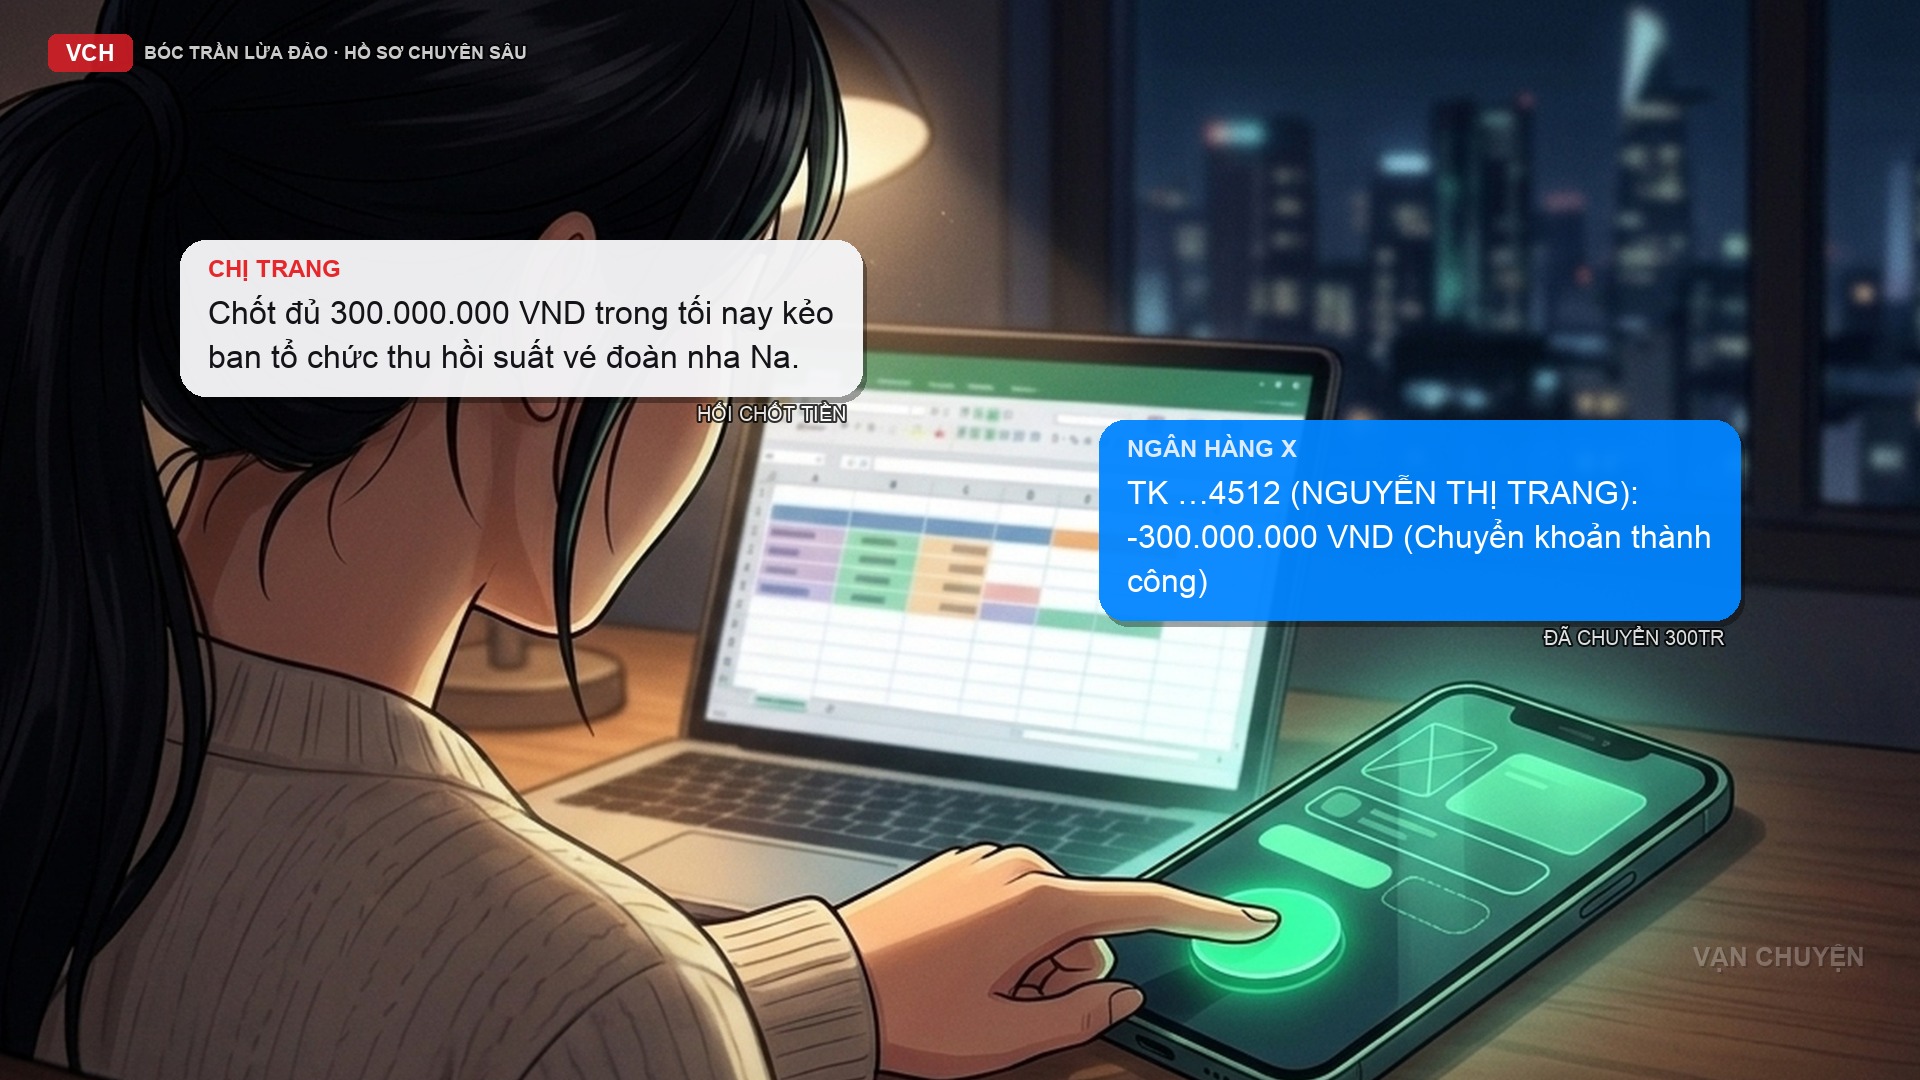 VCH
BÓC TRẦN LỪA ĐẢO · HỒ SƠ CHUYÊN SÂU
CHỊ TRANG
Chốt đủ 300.000.000 VND trong tối nay kẻo
ban tổ chức thu hồi suất vé đoàn nha Na.
HỐI CHỐT TIỀN
NGÂN HÀNG X
TK …4512 (NGUYỄN THỊ TRANG):
-300.000.000 VND (Chuyển khoản thành
công)
ĐÃ CHUYỂN 300TR
VẠN CHUYỆN